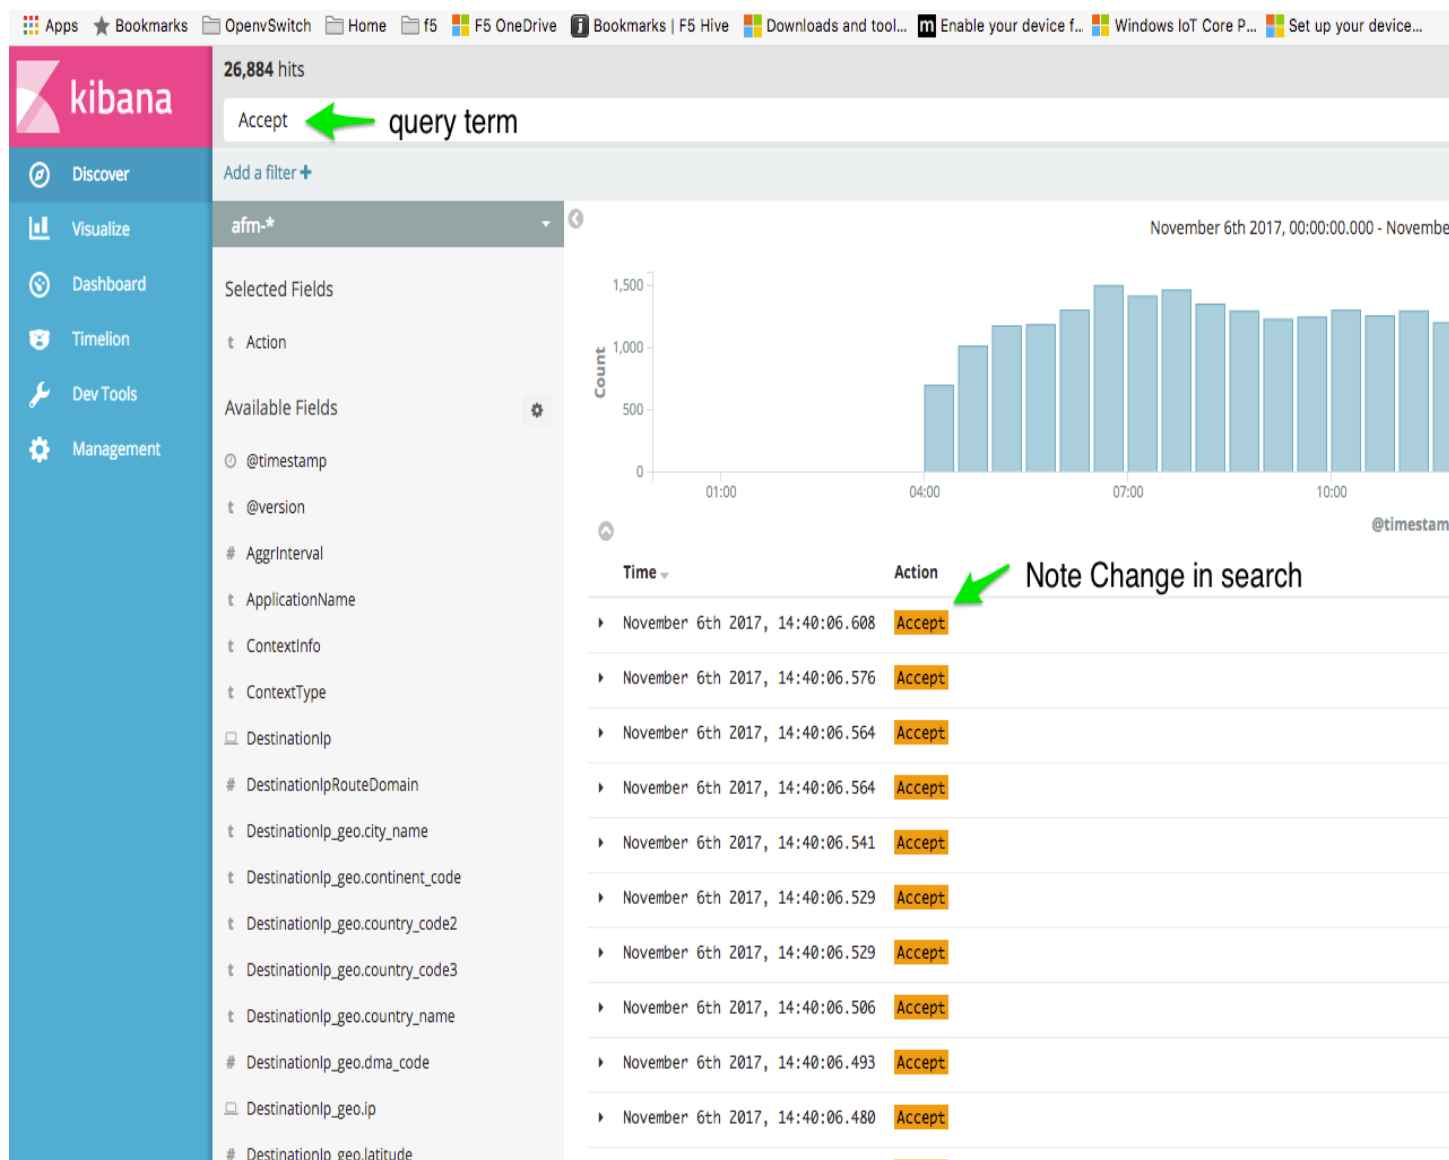 Apps Bookmarks OpenvSwitch Home f5 F5 OneDrive Bookmarks | F5 Hive Downloads and tool... Enable your device f... Windows IoT Core P... Set up your device...
kibana
26,884 hits
Accept query term
Add a filter +
Discover
Visualize
Dashboard
Timelion
Dev Tools
Management
afm-*
Selected Fields
t Action
Available Fields
@timestamp
t @version
# AggrInterval
t ApplicationName
t ContextInfo
t ContextType
DestinationIp
# DestinationIpRouteDomain
t DestinationIp_geo.city_name
t DestinationIp_geo.continent_code
t DestinationIp_geo.country_code2
t DestinationIp_geo.country_code3
t DestinationIp_geo.country_name
# DestinationIp_geo.dma_code
DestinationIp_geo.ip
# DestinationIp_geo.latitude
November 6th 2017, 00:00:00.000 - Novembe
Count
1,500
1,000
500
0
01:00 04:00 07:00 10:00
@timestam
Time Action Note Change in search
November 6th 2017, 14:40:06.608 Accept
November 6th 2017, 14:40:06.576 Accept
November 6th 2017, 14:40:06.564 Accept
November 6th 2017, 14:40:06.564 Accept
November 6th 2017, 14:40:06.541 Accept
November 6th 2017, 14:40:06.529 Accept
November 6th 2017, 14:40:06.529 Accept
November 6th 2017, 14:40:06.506 Accept
November 6th 2017, 14:40:06.493 Accept
November 6th 2017, 14:40:06.480 Accept